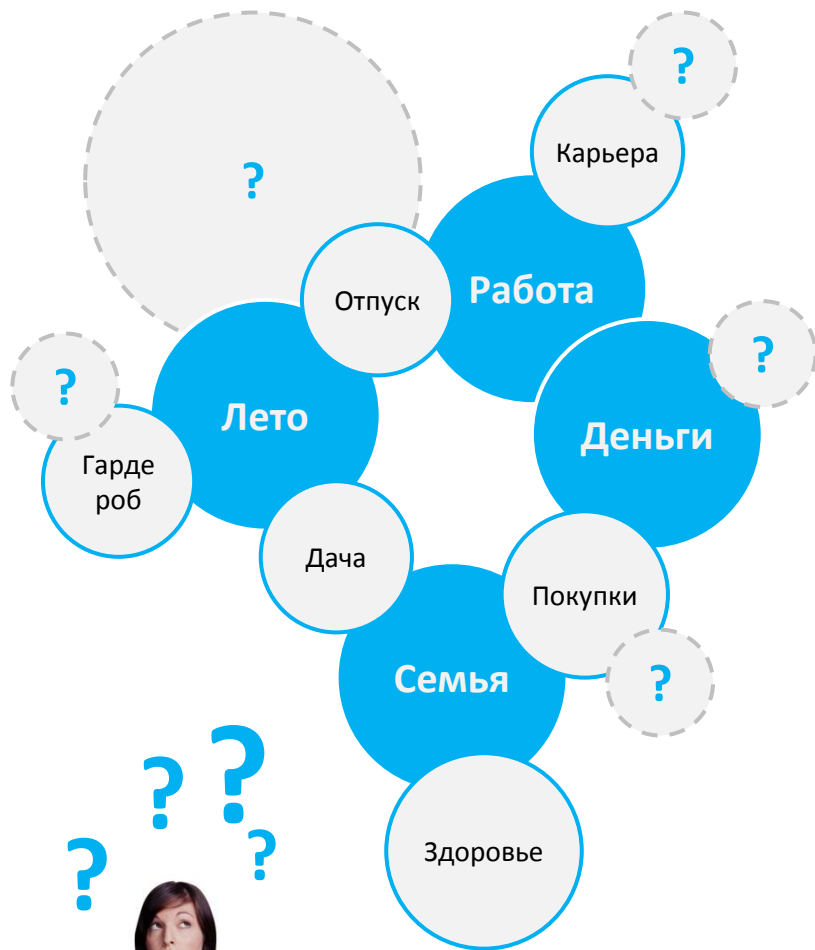 ?
Карьера
?
Отпуск
Работа
?
?
Лето
Деньги
Гарде
роб
Дача
Покупки
Семья
?
?
?
?
?
Здоровье